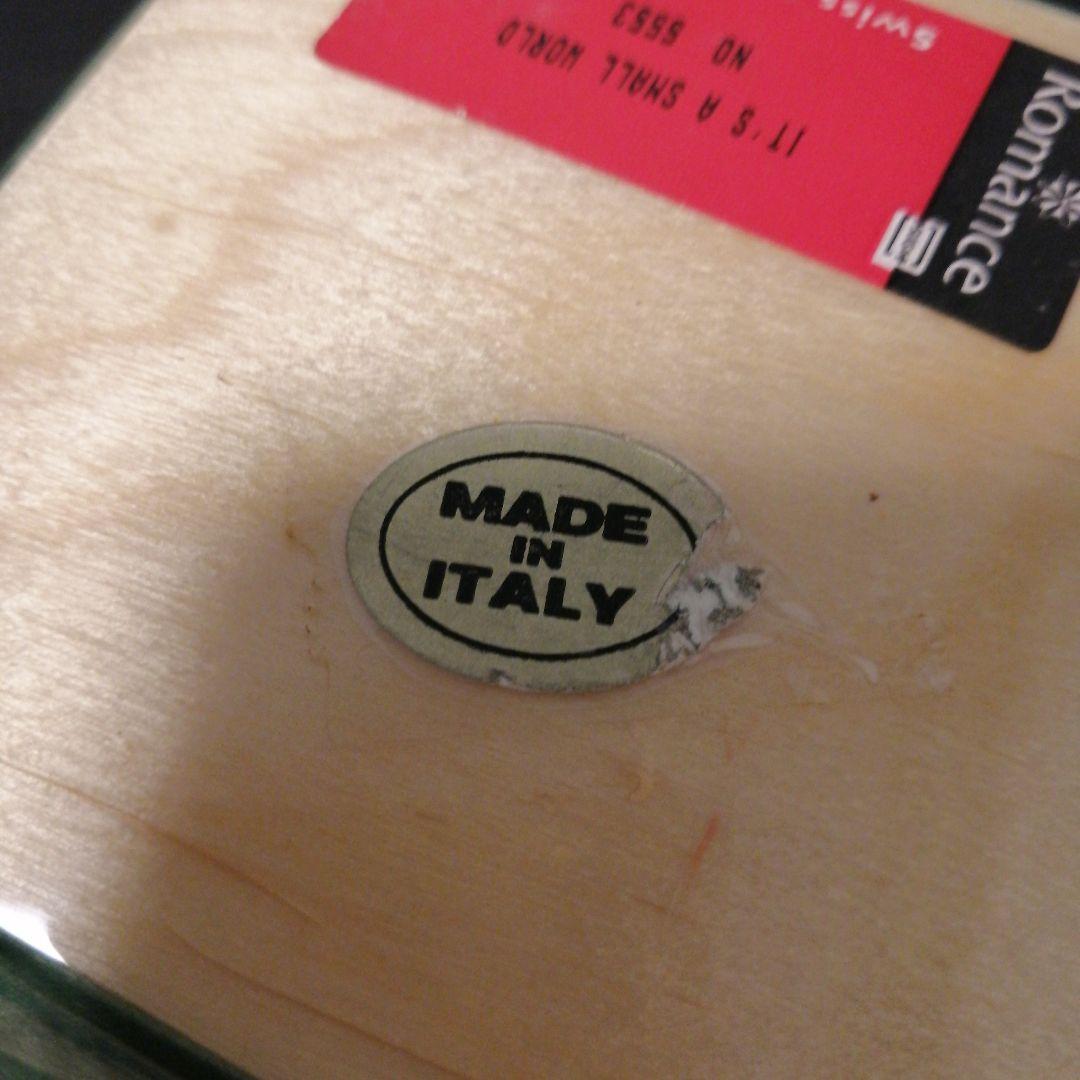 swiss
NO 5553
IT'S A SMALL WORLD
Romance
MADE
IN
ITALY